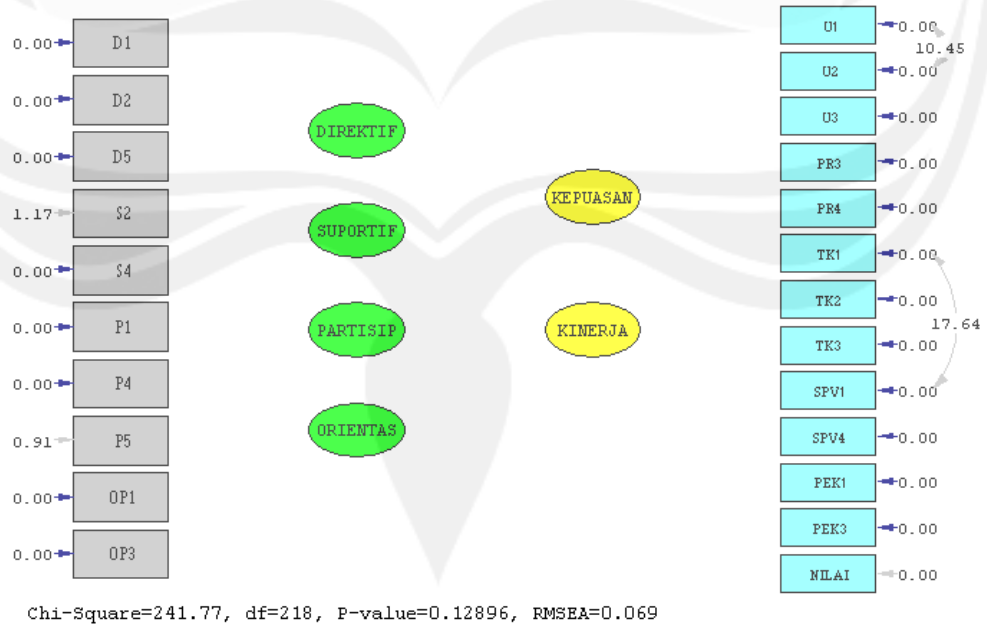 0.00 D1
0.00 D2
0.00 D5
1.17 S2
0.00 S4
0.00 P1
0.00 P4
0.91 P5
0.00 OP1
0.00 OP3
DIREKTIF
SUPORTIF
PARTISIP
ORIENTAS
KEPUASAN
KINERJA
U1 0.00
10.45
U2 0.00
U3 0.00
PR3 0.00
PR4 0.00
TK1 0.00
TK2 0.00
17.64
TK3 0.00
SPV1 0.00
SPV4 0.00
PEK1 0.00
PEK3 0.00
NILAI 0.00
Chi-Square=241.77, df=218, P-value=0.12896, RMSEA=0.069